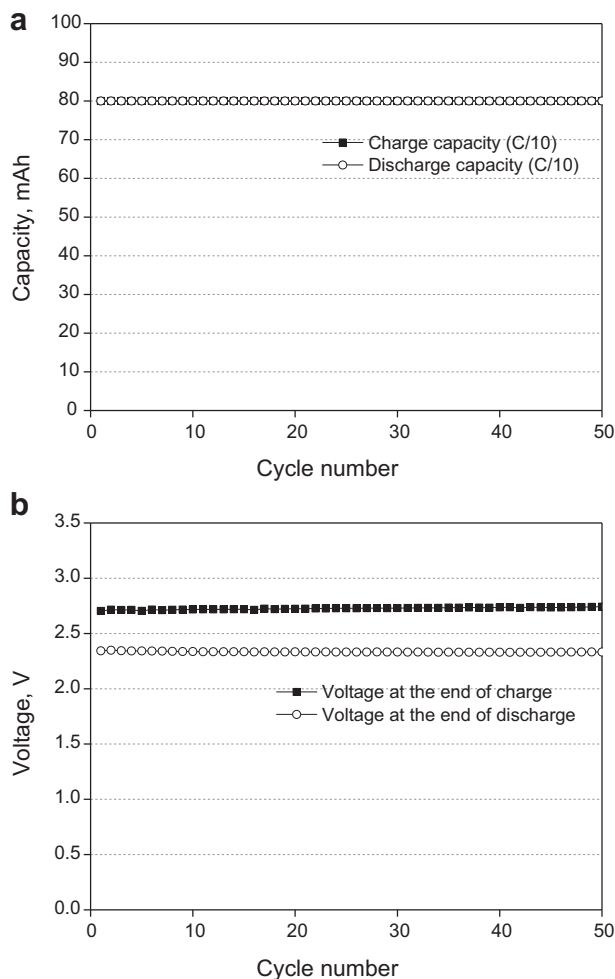 a
100
90
80
70
60
50
40
30
20
10
0
Capacity, mAh
Charge capacity (C/10)
Discharge capacity (C/10)
0 10 20 30 40 50
Cycle number
b
3.5
3.0
2.5
2.0
1.5
1.0
0.5
0.0
Voltage, V
Voltage at the end of charge
Voltage at the end of discharge
0 10 20 30 40 50
Cycle number